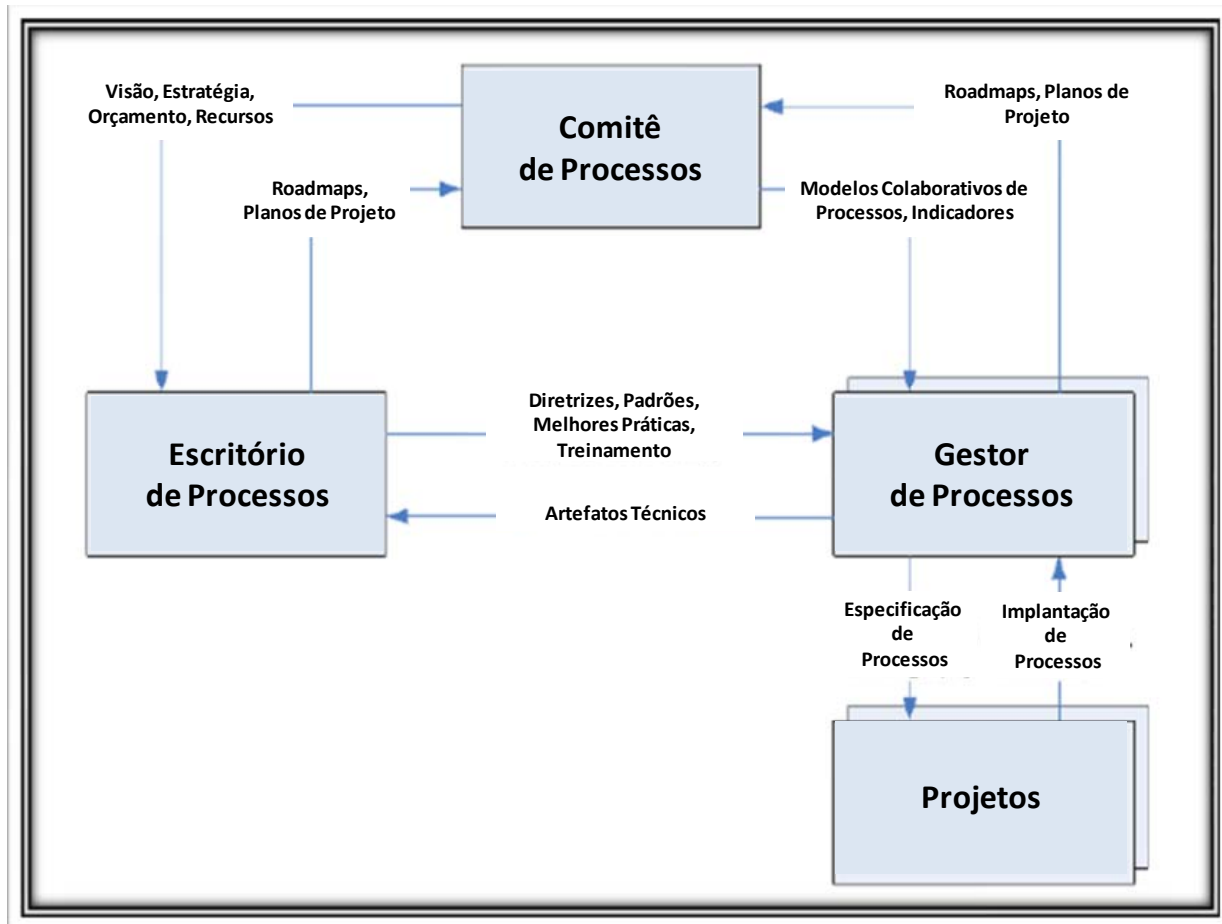 Visão, Estratégia,
Orçamento, Recursos
Comitê
de Processos
Roadmaps, Planos de
Projeto
Roadmaps,
Planos de Projeto
Modelos Colaborativos de
Processos, Indicadores
Escritório
de Processos
Diretrizes, Padrões,
Melhores Práticas,
Treinamento
Artefatos Técnicos
Gestor
de Processos
Especificação
de
Processos
Implantação
de
Processos
Projetos